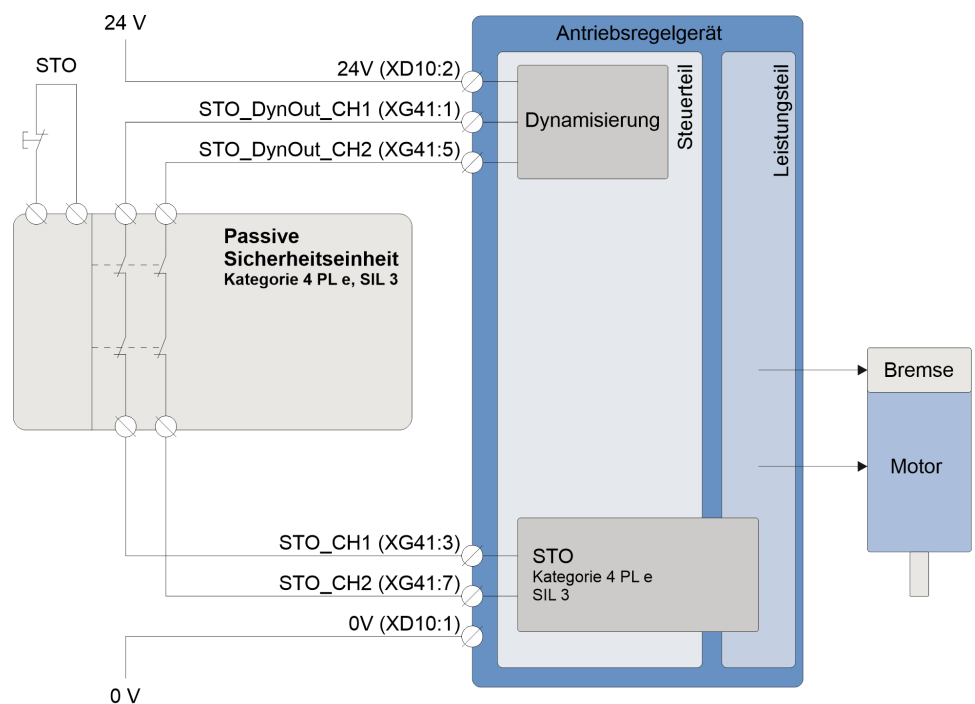 24 V
Antriebsregelgerät
STO
24V (XD10:2)
STO_DynOut_CH1 (XG41:1)
STO_DynOut_CH2 (XG41:5)
Dynamisierung
Steuerteil
Leistungsteil
Passive
Sicherheitseinheit
Kategorie 4 PL e, SIL 3
Bremse
Motor
STO_CH1 (XG41:3)
STO_CH2 (XG41:7)
0V (XD10:1)
STO
Kategorie 4 PL e
SIL 3
0 V